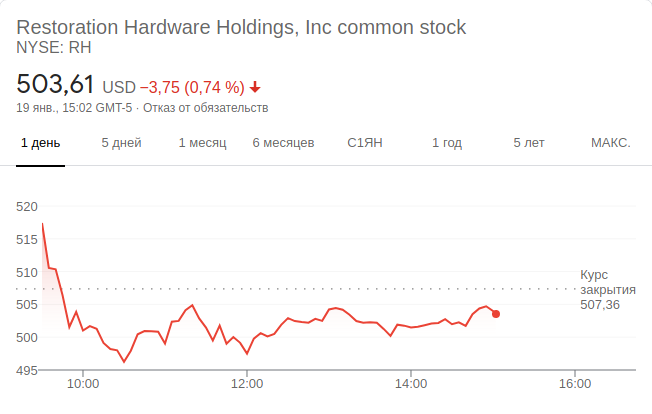 Restoration Hardware Holdings, Inc common stock
NYSE: RH
503,61 USD −3,75 (0,74 %)
19 янв., 15:02 GMT-5 · Отказ от обязательств
1 день 5 дней 1 месяц 6 месяцев С1ЯН 1 год 5 лет МАКС.
520
515
510
505
500
495
Курс
закрытия
507,36
10:00 12:00 14:00 16:00